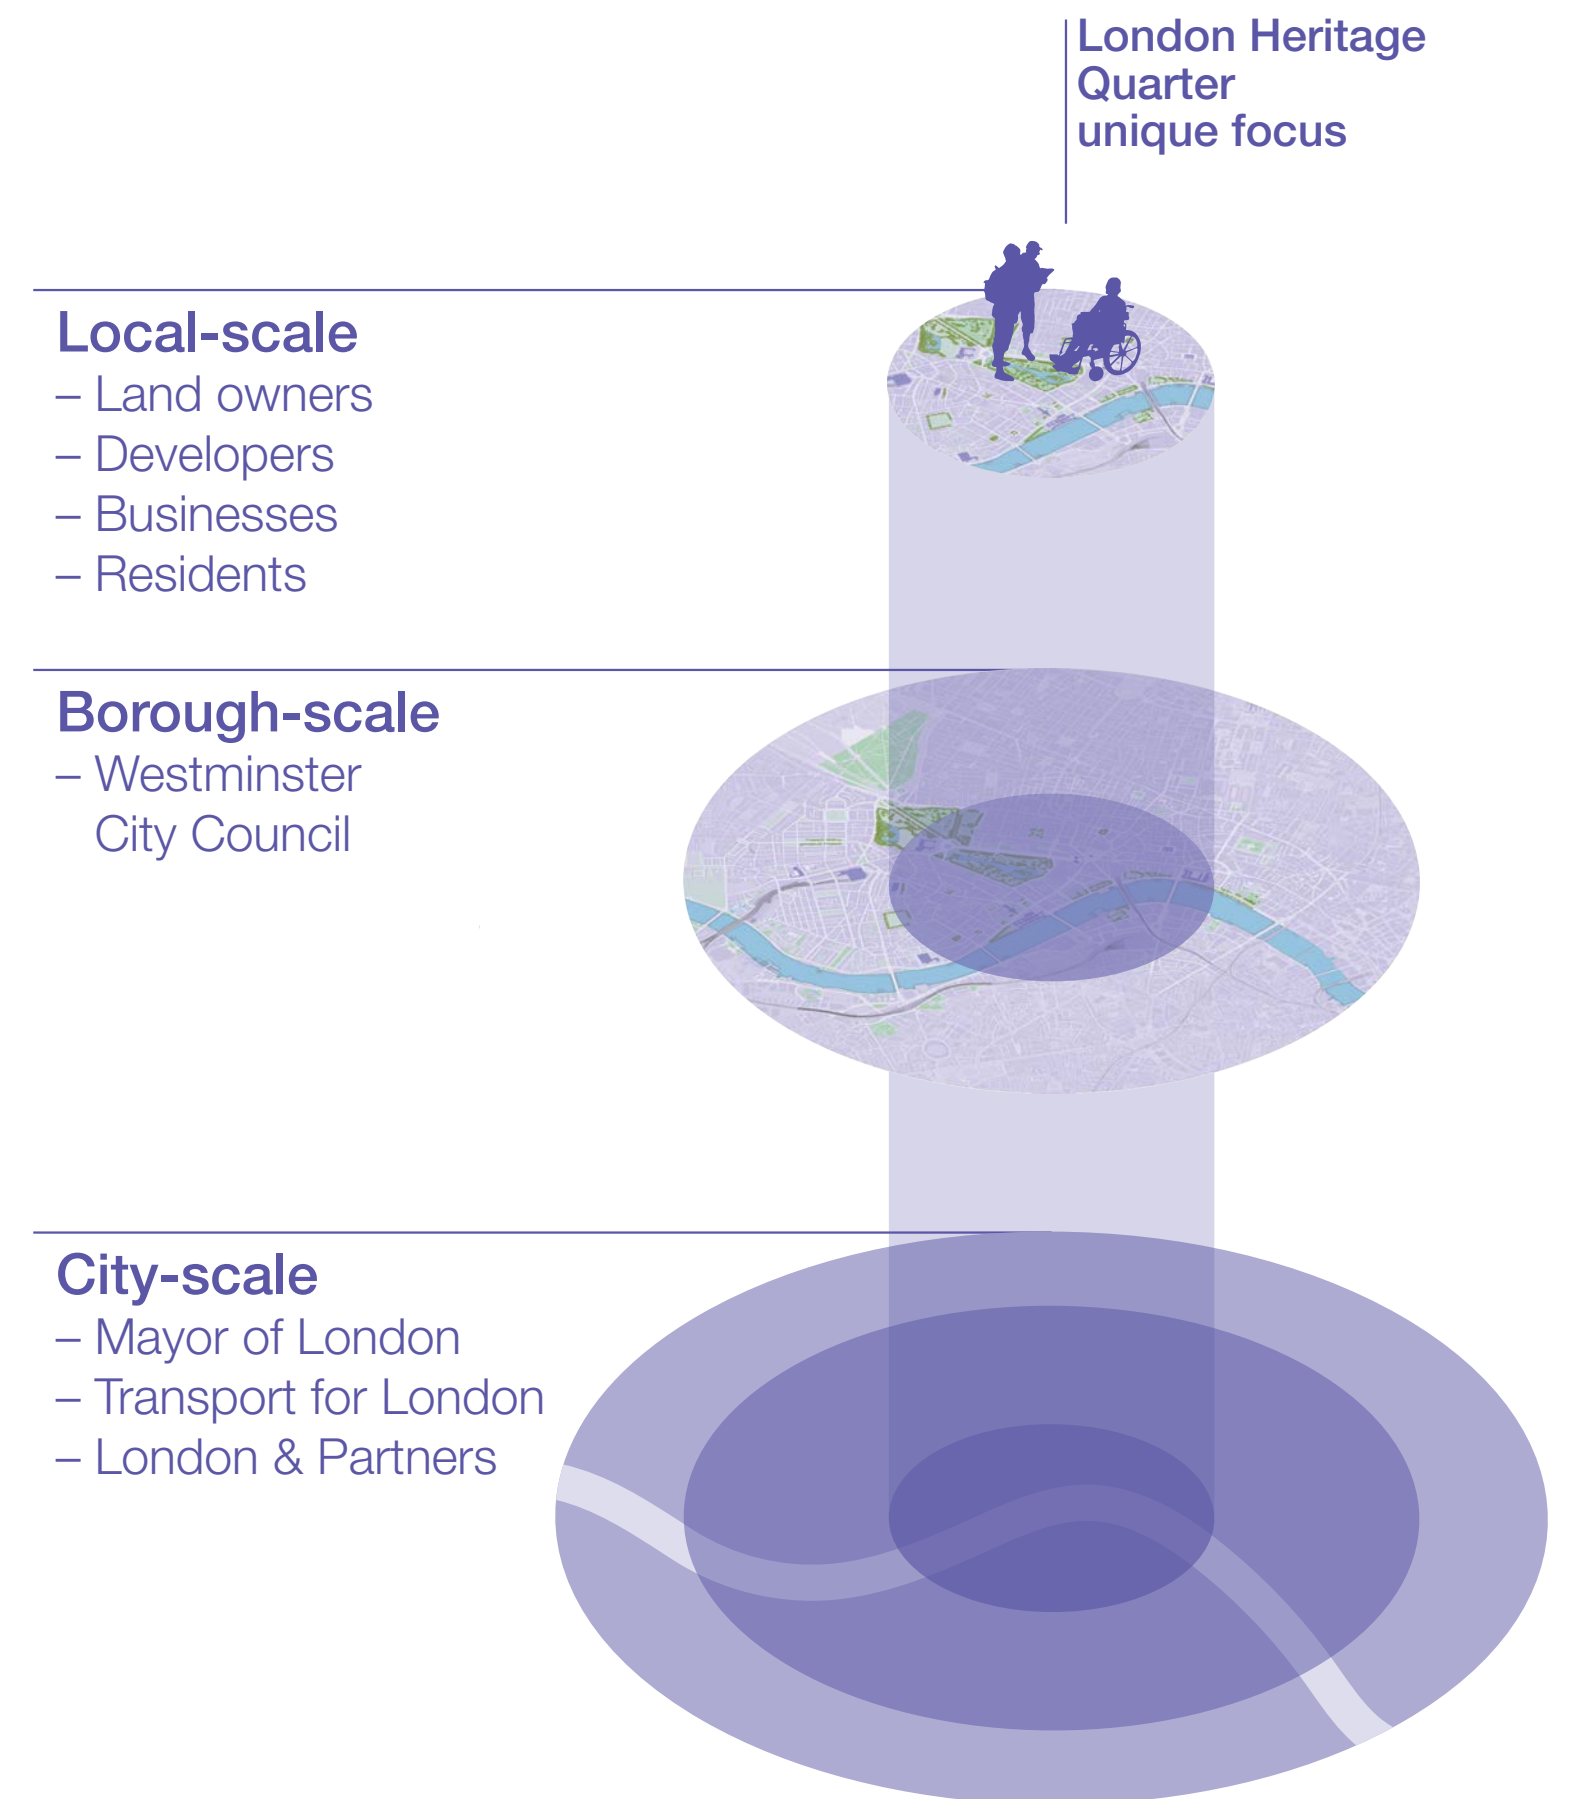 London Heritage
Quarter
unique focus
Local-scale
– Land owners
– Developers
– Businesses
– Residents
Borough-scale
– Westminster
City Council
City-scale
– Mayor of London
– Transport for London
– London & Partners